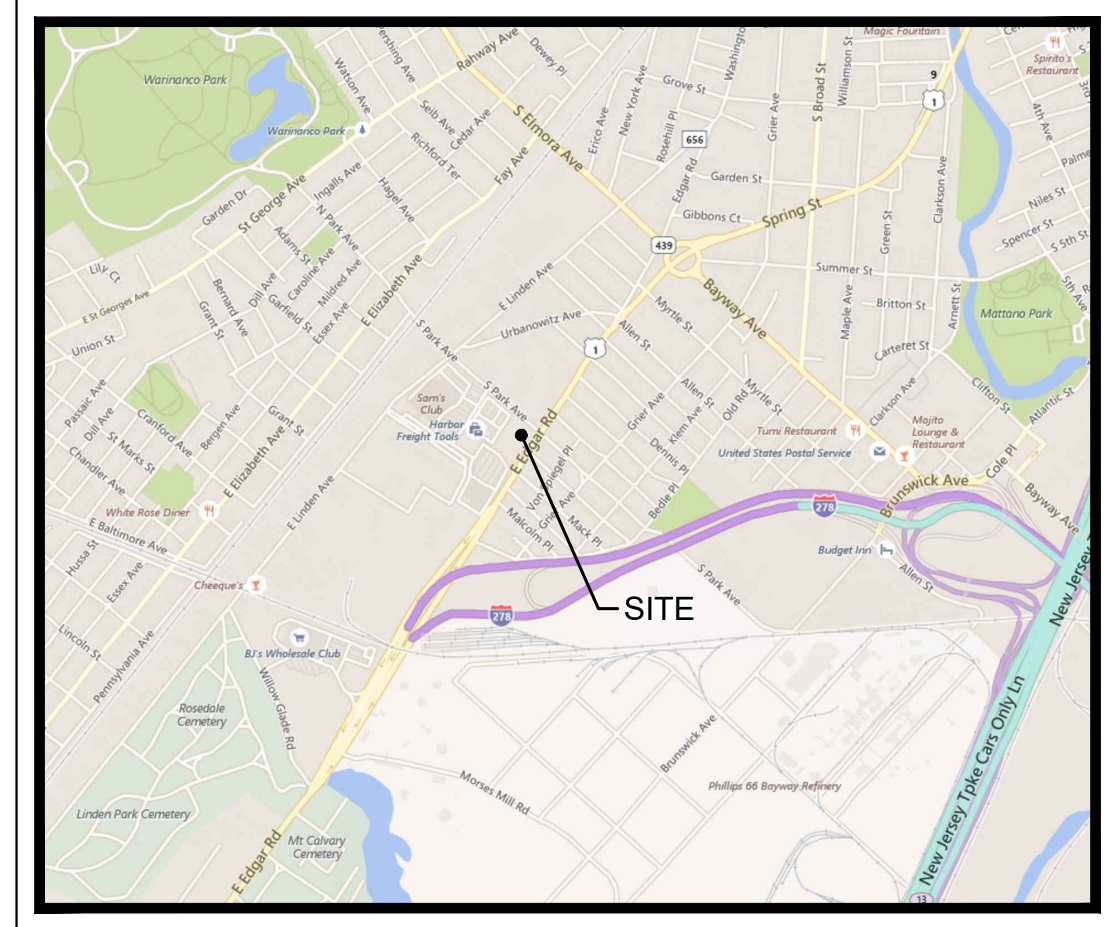 Magic Fountain
Spirito's
Restaurant
Pershing Ave
Rahway Ave
Dewey Pl
Grove St
S Broad St
Williamson St
9
1
4th Ave
Warinanco Park
Watson Ave
Seib Ave
Cedar Ave
S Elmora Ave
Erico Ave
New York Ave
Rosehill Pl
656
Grier Ave
Warinanco Park
Richford Ter
Fay Ave
Edgar Rd
Garden St
Clarkson Ave
Ingalls Ave
Hagel Ave
Garden Dr
St George Ave
N Park Ave
Gibbons Ct
Spring St
Green St
Niles St
Spencer St
S 5th St
Adams St
Caroline Ave
439
Lily Ct
Dill Ave
Mildred Ave
E Elizabeth Ave
E Linden Ave
Summer St
5th Ave
Bernard Ave
Garfield St
Essex Ave
E St Georges Ave
Grant St
Bayway Ave
Myrtle St
Maple Ave
Britton St
Arnett St
Mattano Park
Urbanowitz Ave
Allen St
Union St
S Park Ave
1
Carteret St
Passaic Ave
Dill Ave
Cranford Ave
Bergen Ave
Grant St
Sam's
Club
S Park Ave
Grier Ave
Allen St
Old Rd
Myrtle St
Clarkson Ave
Clifton St
Atlantic St
Harbor
Freight Tools
Klem Ave
Turni Restaurant
Mojito
Lounge &
Restaurant
St Marks St
Chandler Ave
E Elizabeth Ave
E Edgar Rd
Dennis Pl
United States Postal Service
Cole Pl
Von Spiegel Pl
Grier Ave
Bedle Pl
Brunswick Ave
Bayway Ave
White Rose Diner
E Linden Ave
Malcolm Pl
Mack Pl
278
E Baltimore Ave
Hussa St
Essex Ave
Cheeque's
Budget Inn
Allen St
S Park Ave
278
SITE
Lincoln St
Pennsylvania Ave
BJ's Wholesale Club
Willow Glade Rd
Rosedale
Cemetery
Brunswick Ave
New Jersey Tpke Cars Only Ln
Morses Mill Rd
Phillips 66 Bayway Refinery
Linden Park Cemetery
Mt Calvary
Cemetery
E Edgar Rd
13